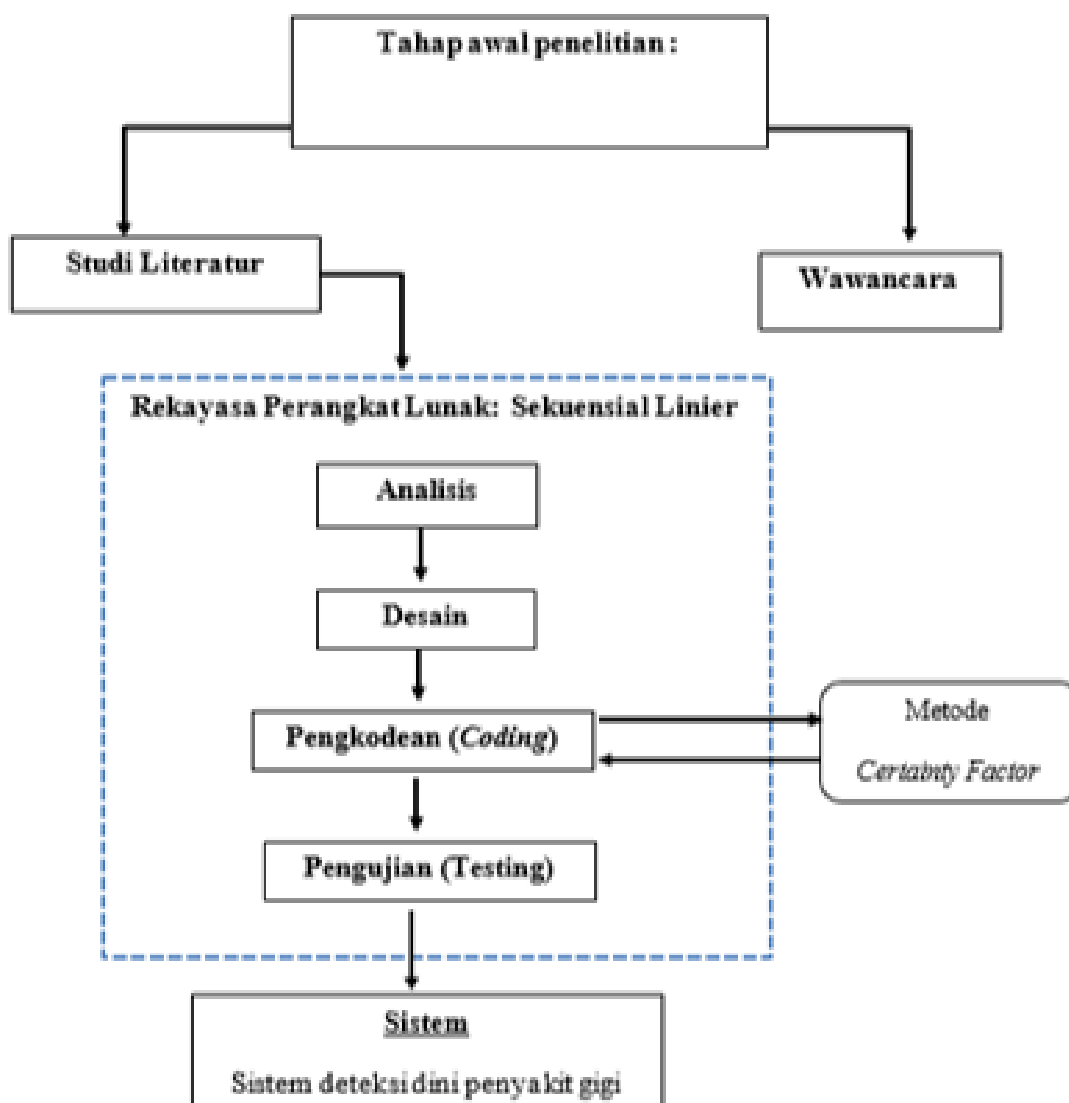 Tahap awal penelitian :
Studi Literatur
Wawancara
Rekayasa Perangkat Lunak: Sekuensial Linier
Analisis
Desain
Pengkodean (Coding)
Metode
Certainty Factor
Pengujian (Testing)
Sistem
Sistem deteksi dini penyakit gigi